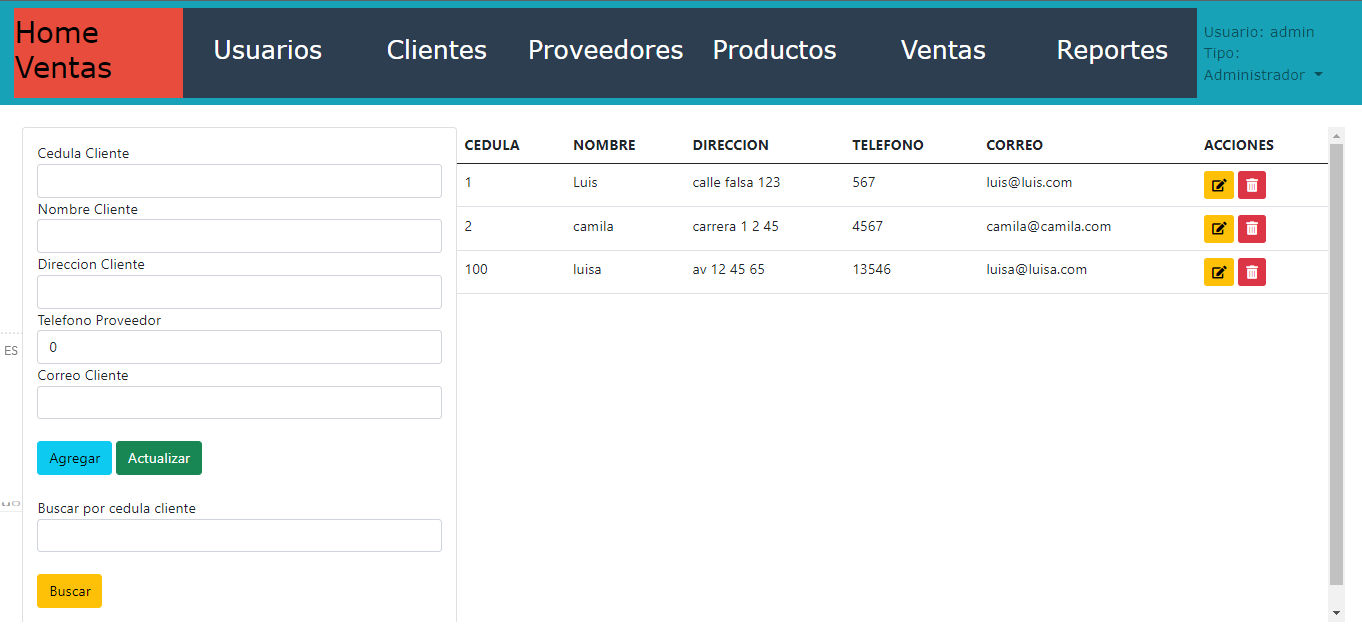 Home
Ventas
Usuarios
Clientes
Proveedores
Productos
Ventas
Reportes
Usuario: admin
Tipo:
Administrador
Cedula Cliente
Nombre Cliente
Direccion Cliente
Telefono Proveedor
0
Correo Cliente
Agregar Actualizar
Buscar por cedula cliente
Buscar
ES
CEDULA NOMBRE DIRECCION TELEFONO CORREO ACCIONES
1 Luis calle falsa 123 567 luis@luis.com
2 camila carrera 1 2 45 4567 camila@camila.com
100 luisa av 12 45 65 13546 luisa@luisa.com